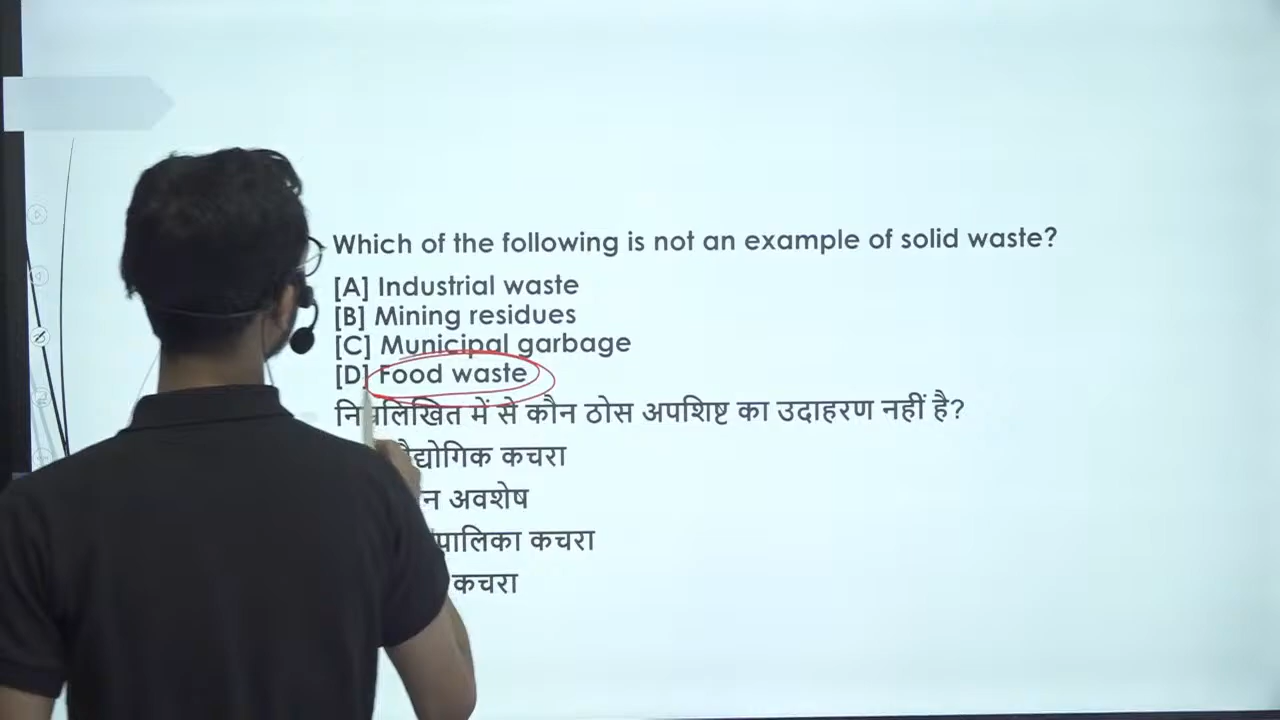 Which of the following is not an example of solid waste?
[A] Industrial waste
[B] Mining residues
[C] Municipal garbage
[D] Food waste
में से कौन ठोस अपशिष्ट का उदाहरण नहीं है?
कचरा
अवशेष
कचरा
कचरा